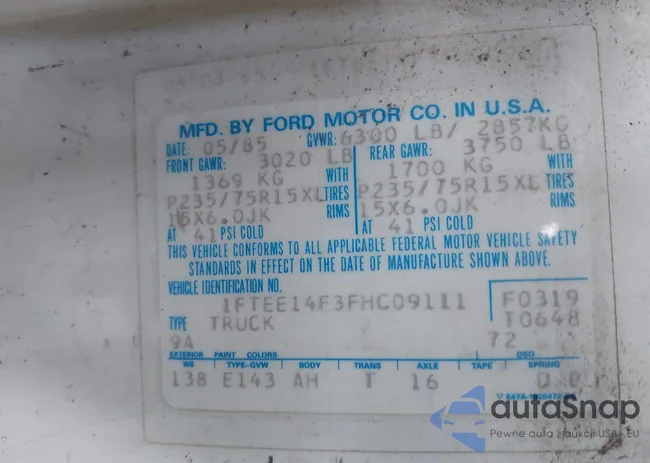 MFD. BY FORD MOTOR CO. IN U.S.A.
DATE: 05/85 GVWR: 6300 LB/ 2857KG
FRONT GAWR: 3020 LB REAR GAWR: 3750 LB
1369 KG WITH 1700 KG WITH
P235/75R15XL TIRES P235/75R15XL TIRES
15X6.0JK RIMS 15X6.0JK RIMS
AT 41 PSI COLD AT 41 PSI COLD
THIS VEHICLE CONFORMS TO ALL APPLICABLE FEDERAL MOTOR VEHICLE SAFETY
STANDARDS IN EFFECT ON THE DATE OF MANUFACTURE SHOWN ABOVE.
VEHICLE IDENTIFICATION NO.
1FTEE14F3FHC09111 F0319
TYPE TRUCK T0648
9A 72
EXTERIOR PAINT COLORS DSO
WB TYPE-GVW BODY TRANS AXLE TAPE SPRING
138 E143 AH T 16
autaSnap
Pewne auta z aukcji USA i EU